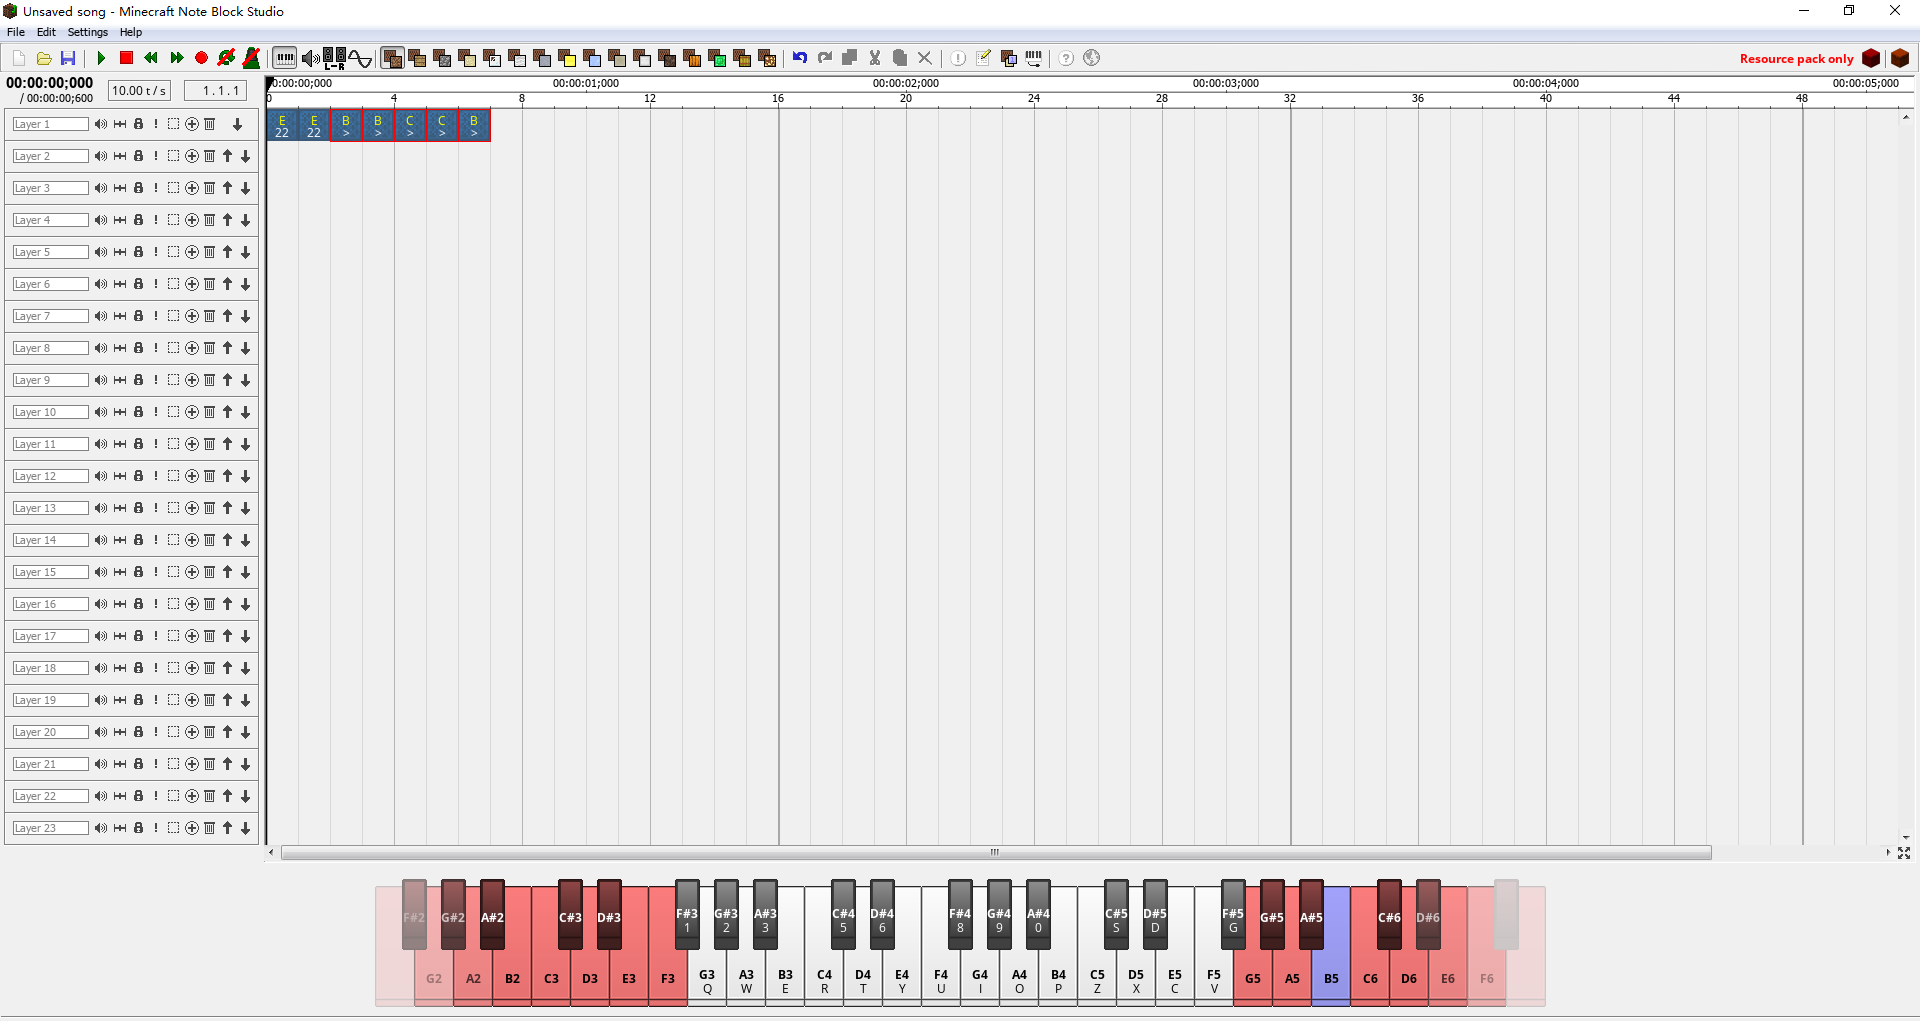 Unsaved song - Minecraft Note Block Studio
File Edit Settings Help
L-R
Resource pack only
00:00:00;000
/ 00:00:00;600
10.00 t / s
1 . 1 . 1
0:00:00;000 00:00:01;000 00:00:02;000 00:00:03;000 00:00:04;000 00:00:05;000
0 4 8 12 16 20 24 28 32 36 40 44 48
Layer 1
E E B B C C B
22 22 > > > > >
Layer 2
Layer 3
Layer 4
Layer 5
Layer 6
Layer 7
Layer 8
Layer 9
Layer 10
Layer 11
Layer 12
Layer 13
Layer 14
Layer 15
Layer 16
Layer 17
Layer 18
Layer 19
Layer 20
Layer 21
Layer 22
Layer 23
F#2 G#2 A#2 C#3 D#3 F#3 G#3 A#3 C#4 D#4 F#4 G#4 A#4 C#5 D#5 F#5 G#5 A#5 C#6 D#6
1 2 3 5 6 8 9 0 S D G
G2 A2 B2 C3 D3 E3 F3 G3 A3 B3 C4 D4 E4 F4 G4 A4 B4 C5 D5 E5 F5 G5 A5 B5 C6 D6 E6 F6
Q W E R T Y U I O P Z X C V